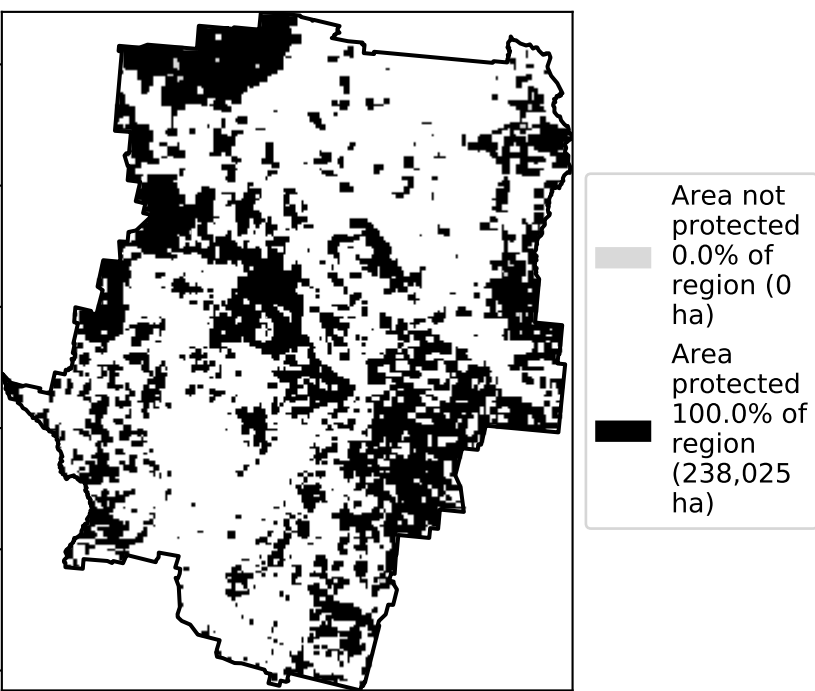 Area not
protected
0.0% of
region (0
ha)
Area
protected
100.0% of
region
(238,025
ha)